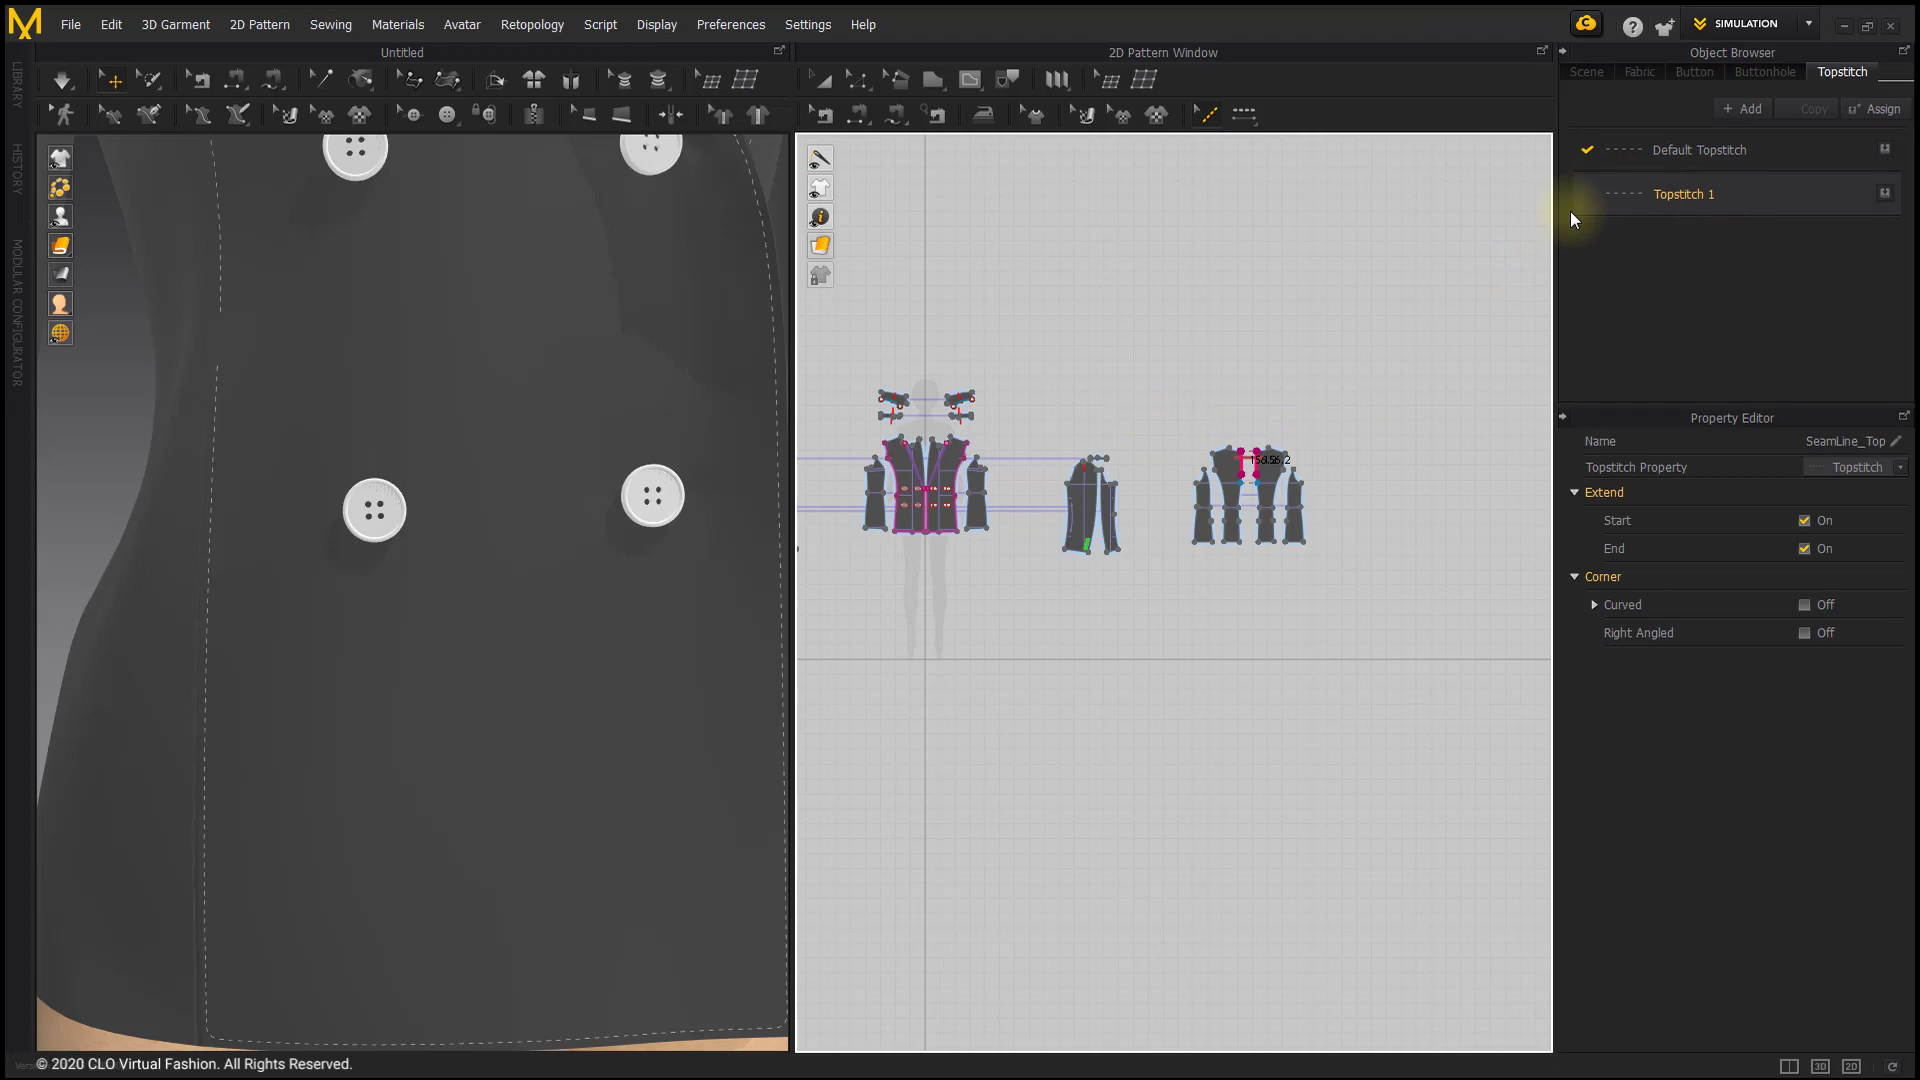 File Edit 3D Garment 2D Pattern Sewing Materials Avatar Retopology Script Display Preferences Settings Help
SIMULATION
Untitled
2D Pattern Window
Object Browser
Scene Fabric Button Buttonhole Topstitch
+ Add Copy Assign
Default Topstitch
Topstitch 1
LIBRARY
HISTORY
MODULAR CONFIGURATOR
Property Editor
Name SeamLine_Top
Topstitch Property Topstitch
Extend
Start On
End On
Corner
Curved Off
Right Angled Off
© 2020 CLO Virtual Fashion. All Rights Reserved.
3D 2D